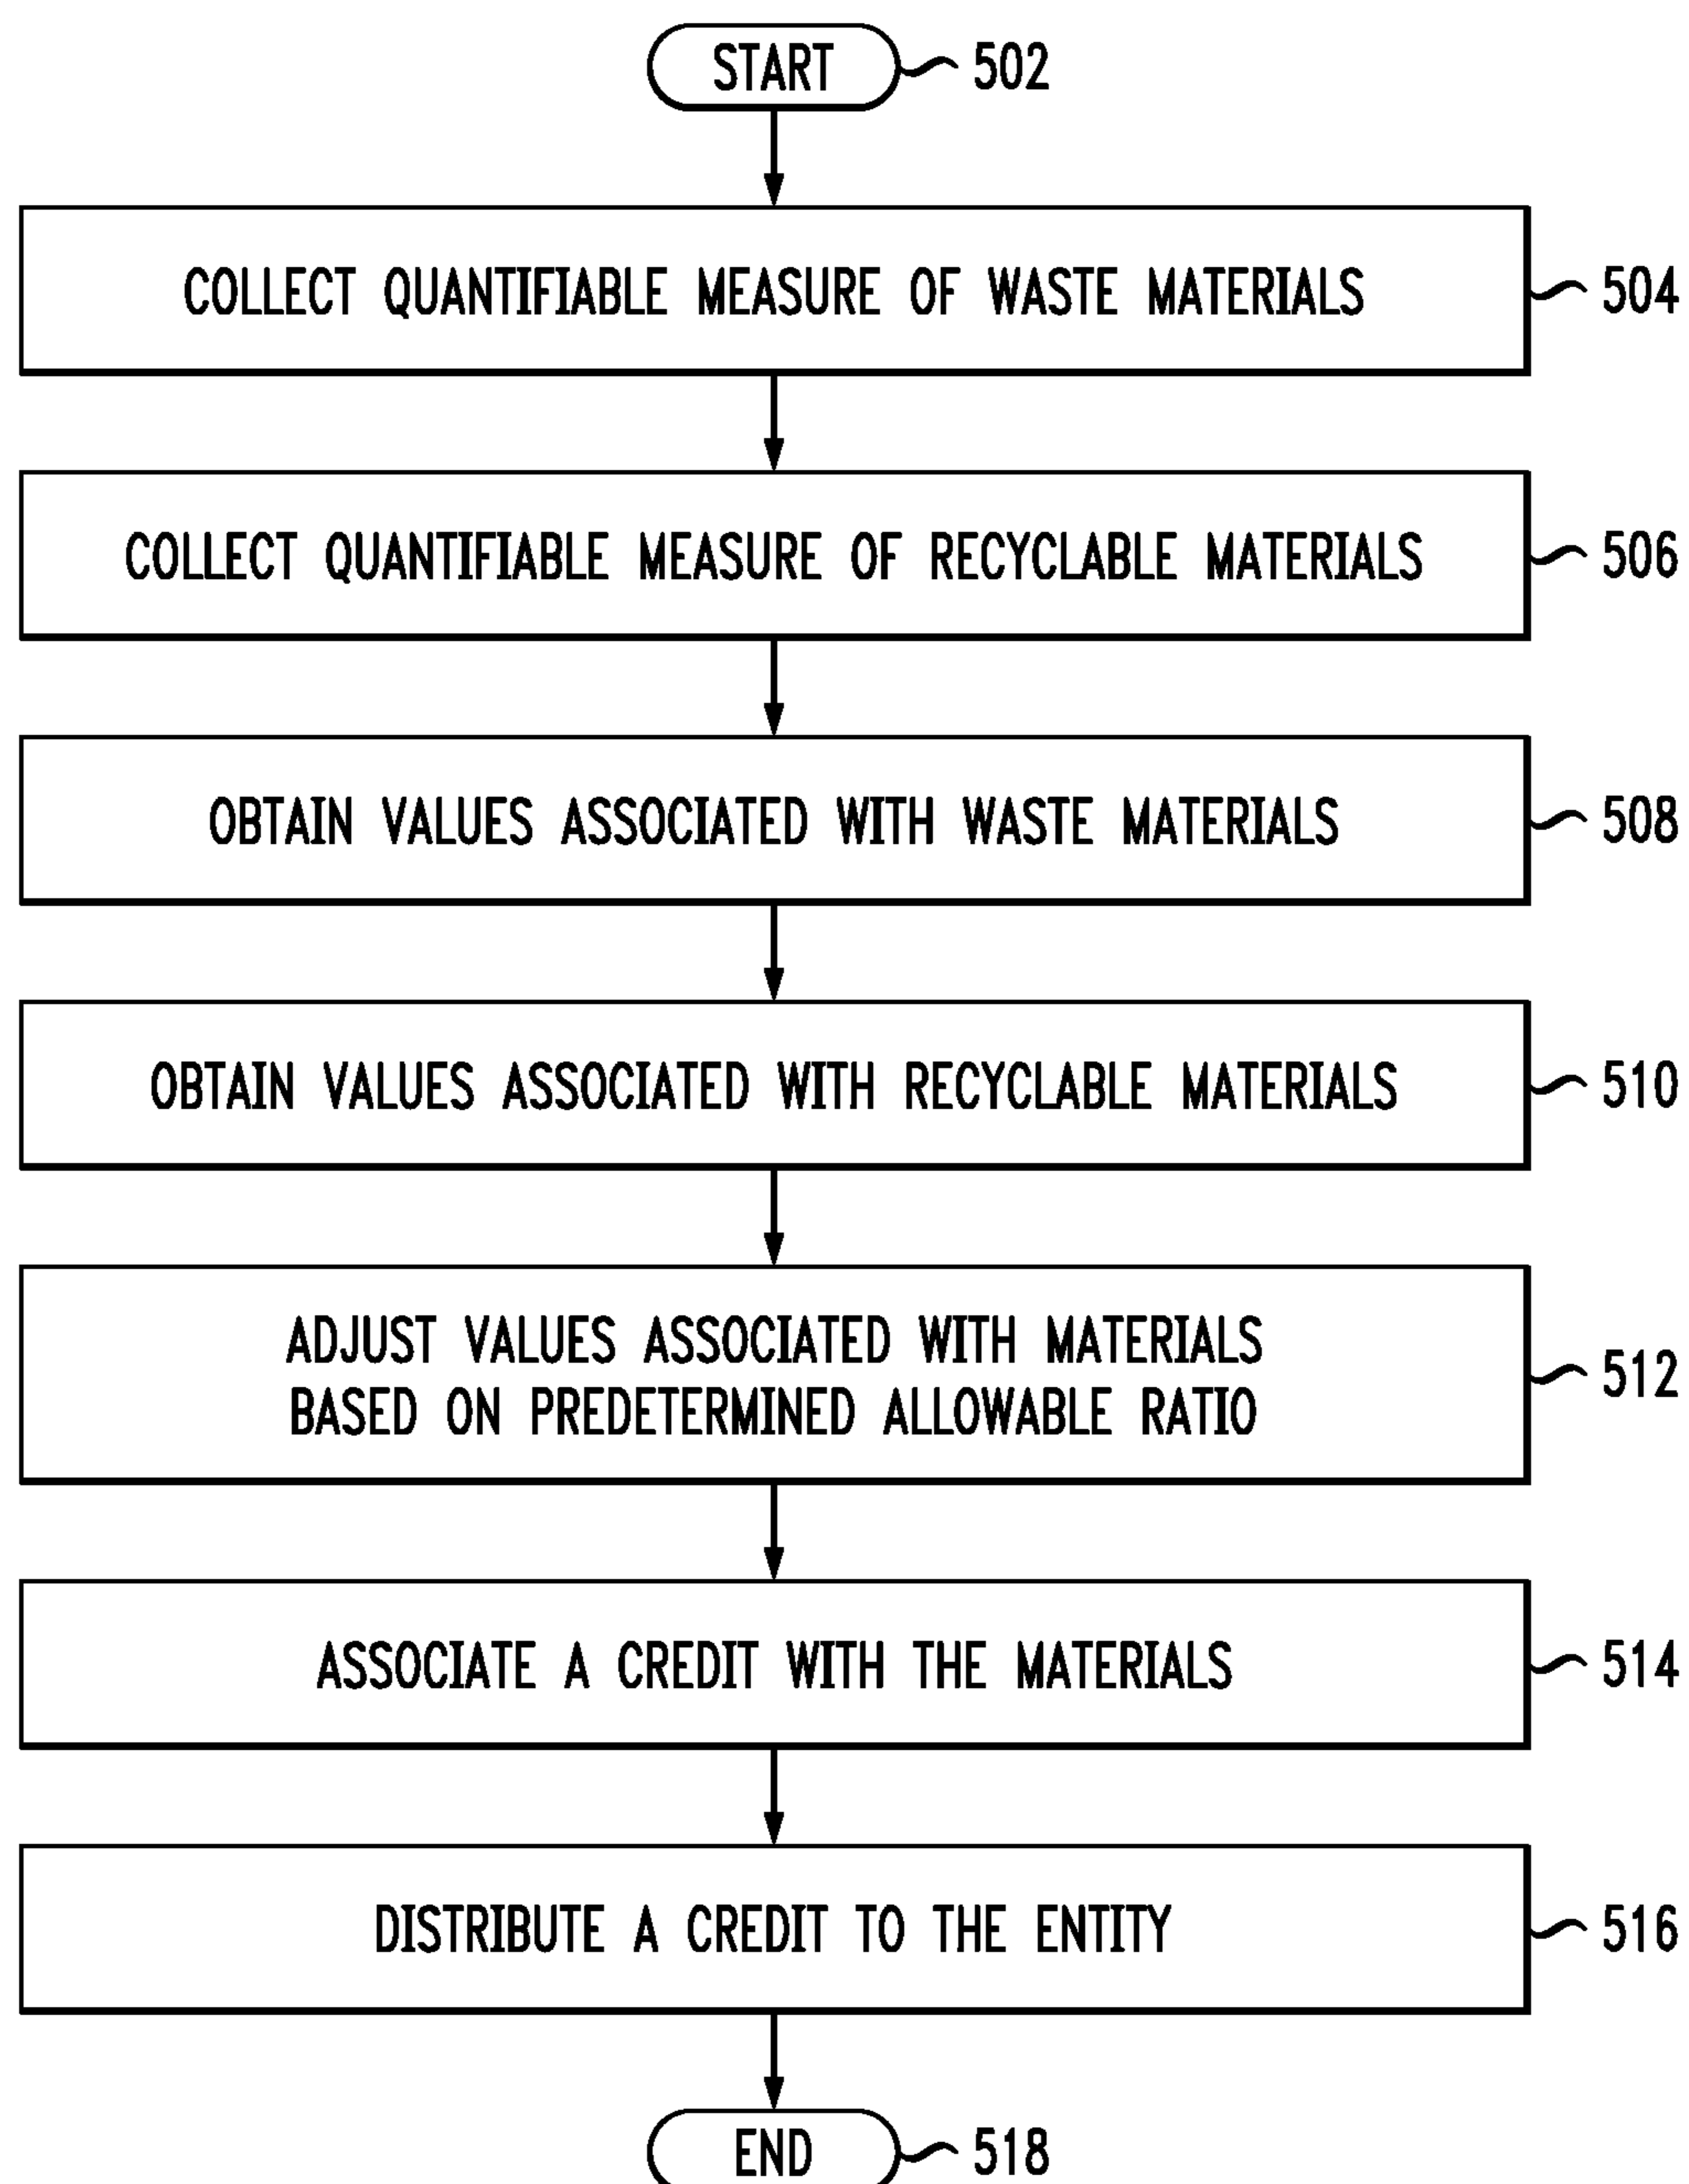 START 502
COLLECT QUANTIFIABLE MEASURE OF WASTE MATERIALS 504
COLLECT QUANTIFIABLE MEASURE OF RECYCLABLE MATERIALS 506
OBTAIN VALUES ASSOCIATED WITH WASTE MATERIALS 508
OBTAIN VALUES ASSOCIATED WITH RECYCLABLE MATERIALS 510
ADJUST VALUES ASSOCIATED WITH MATERIALS
BASED ON PREDETERMINED ALLOWABLE RATIO
512
ASSOCIATE A CREDIT WITH THE MATERIALS 514
DISTRIBUTE A CREDIT TO THE ENTITY 516
END 518